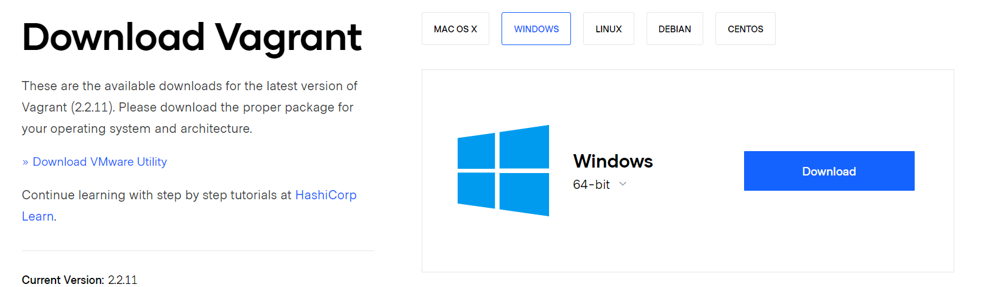 Download Vagrant
These are the available downloads for the latest version of
Vagrant (2.2.11). Please download the proper package for
your operating system and architecture.
» Download VMware Utility
Continue learning with step by step tutorials at HashiCorp
Learn.
Current Version: 2.2.11
MAC OS X
WINDOWS
LINUX
DEBIAN
CENTOS
Windows
64-bit
Download